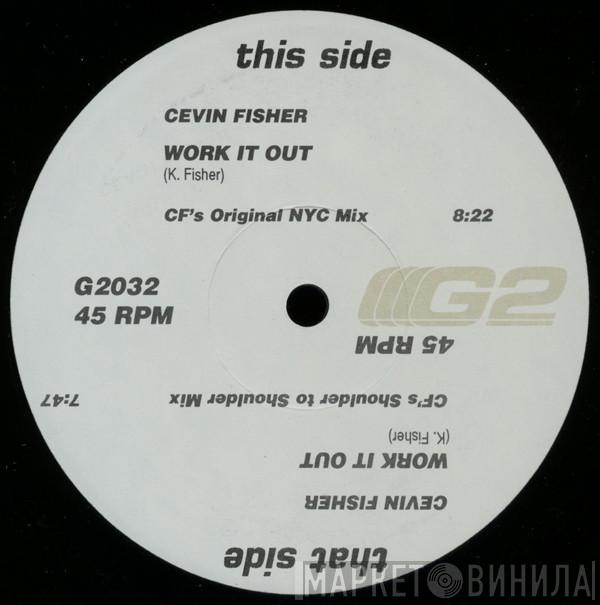 this side
CEVIN FISHER
WORK IT OUT
(K. Fisher)
CF's Original NYC Mix 8:22
G2032
45 RPM
G2
45 RPM
CF's Shoulder to Shoulder Mix 7:47
(K. Fisher)
WORK IT OUT
CEVIN FISHER
that side
МАРКЕТ ВИНИЛА